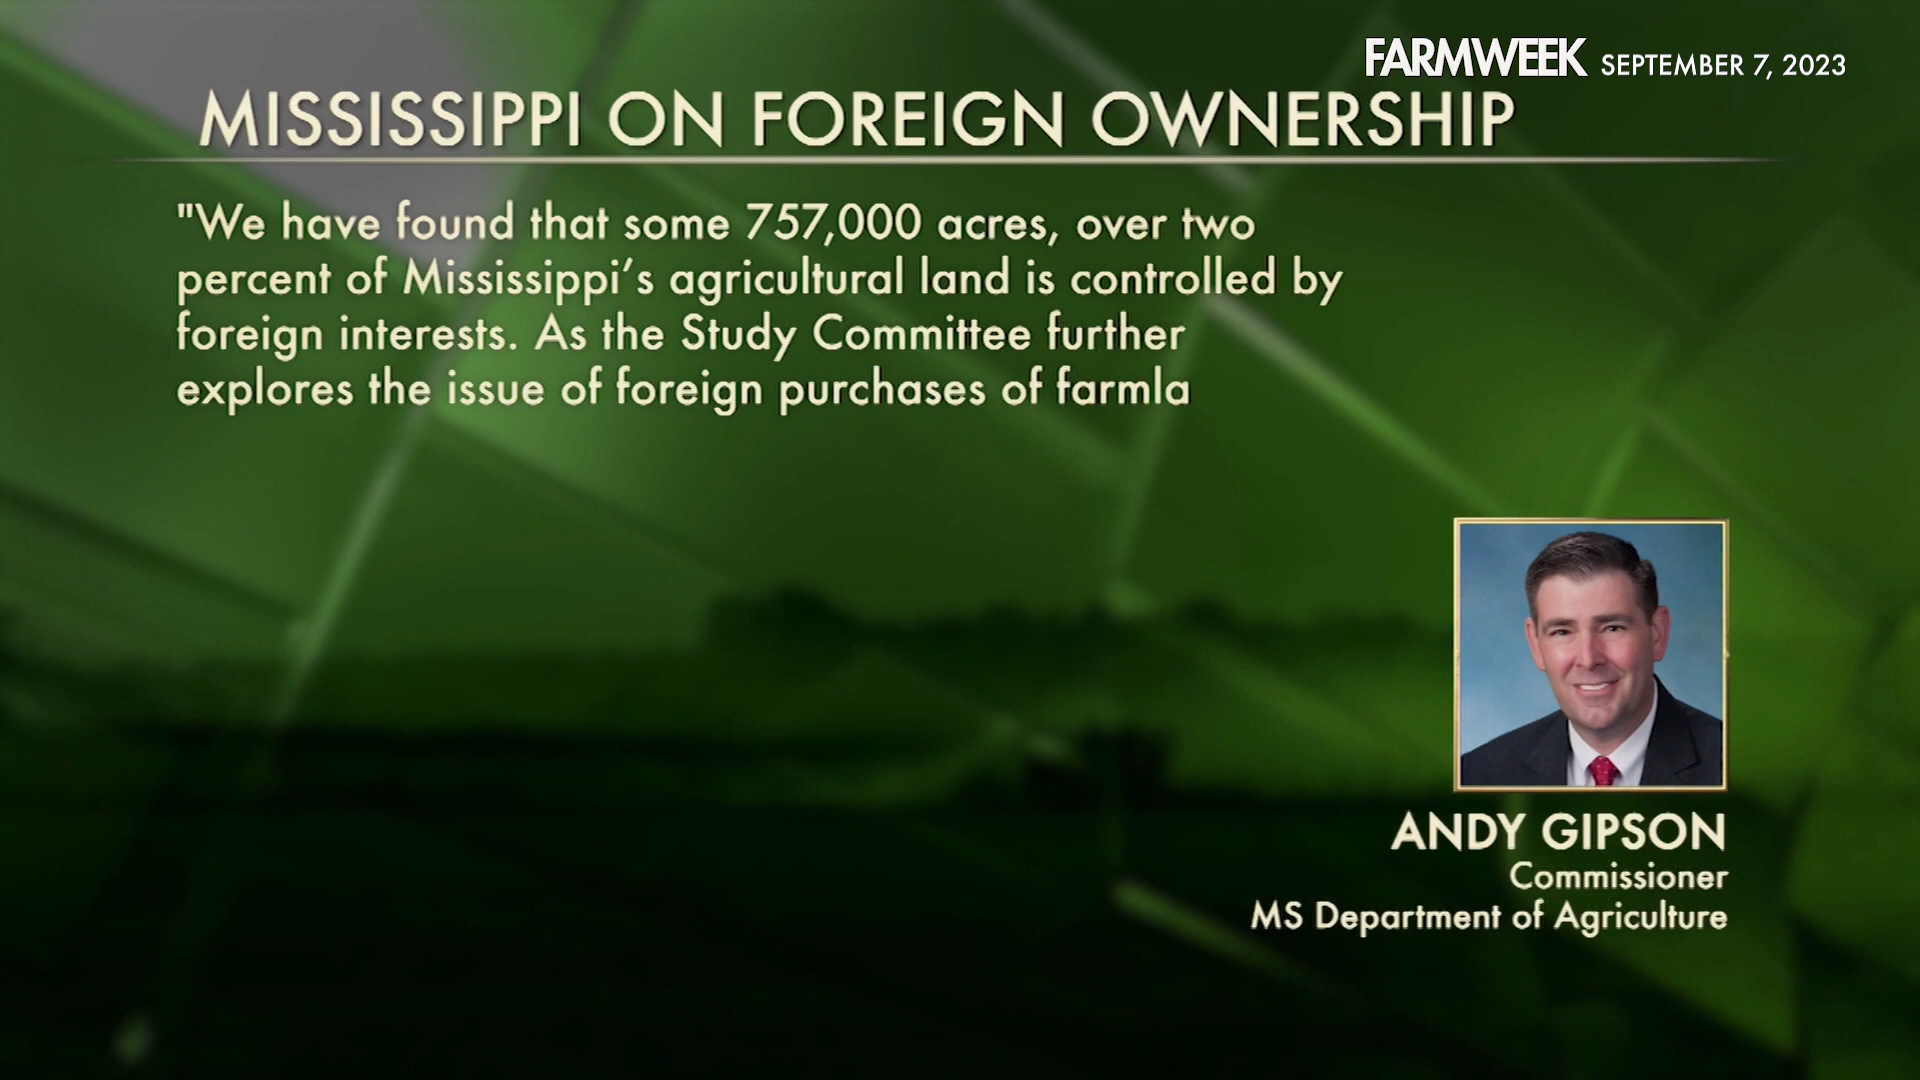 FARMWEEK SEPTEMBER 7, 2023
MISSISSIPPI ON FOREIGN OWNERSHIP
"We have found that some 757,000 acres, over two
percent of Mississippi’s agricultural land is controlled by
foreign interests. As the Study Committee further
explores the issue of foreign purchases of farmla
ANDY GIPSON
Commissioner
MS Department of Agriculture